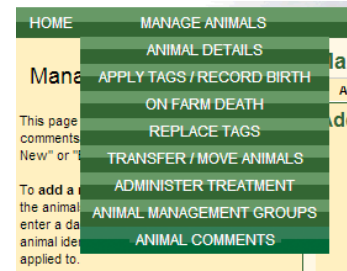 HOME MANAGE ANIMALS
ANIMAL DETAILS
Mana APPLY TAGS / RECORD BIRTH
ON FARM DEATH
This page REPLACE TAGS
comments
New" or "E TRANSFER / MOVE ANIMALS
To add a ADMINISTER TREATMENT
the animal ANIMAL MANAGEMENT GROUPS
enter a da
animal ide ANIMAL COMMENTS
applied to.